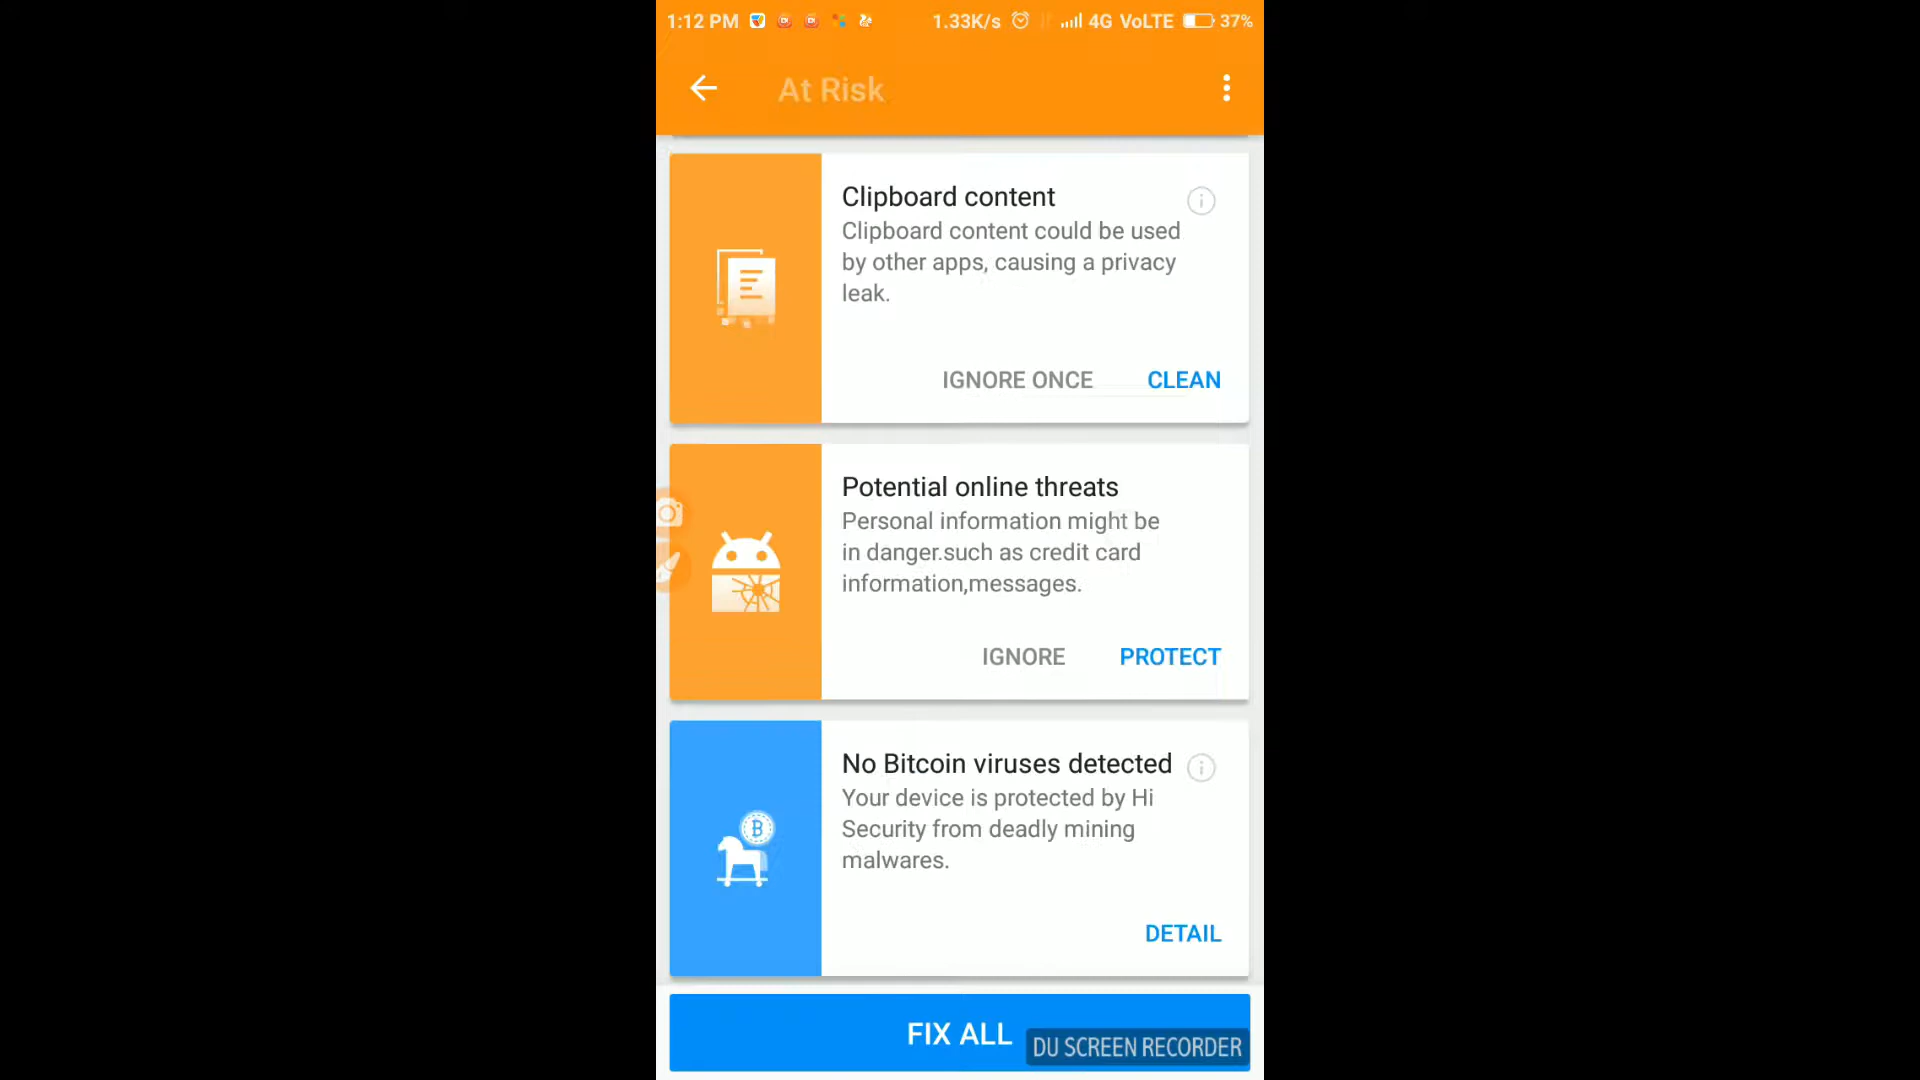 1:12 PM 1.33K/s 4G VoLTE 37%
At Risk
Clipboard content
Clipboard content could be used
by other apps, causing a privacy
leak.
IGNORE ONCE CLEAN
Potential online threats
Personal information might be
in danger.such as credit card
information,messages.
IGNORE PROTECT
No Bitcoin viruses detected
Your device is protected by Hi
Security from deadly mining
malwares.
DETAIL
FIX ALL
DU SCREEN RECORDER